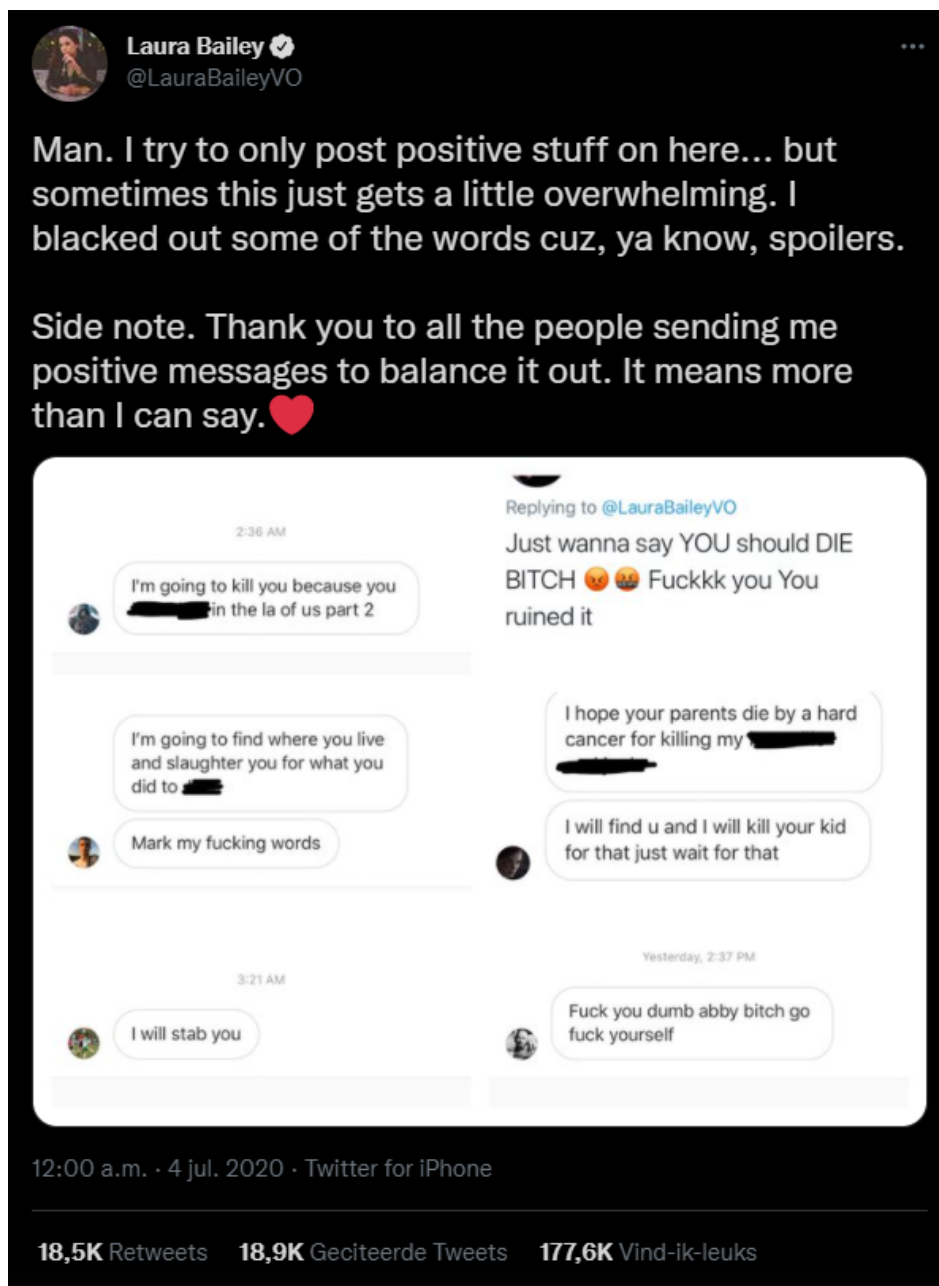 Laura Bailey
@LauraBaileyVO
Man. I try to only post positive stuff on here... but
sometimes this just gets a little overwhelming. I
blacked out some of the words cuz, ya know, spoilers.
Side note. Thank you to all the people sending me
positive messages to balance it out. It means more
than I can say.❤️
2:36 AM
I'm going to kill you because you
in the la of us part 2
I'm going to find where you live
and slaughter you for what you
did to
Mark my fucking words
3:21 AM
I will stab you
Replying to @LauraBaileyVO
Just wanna say YOU should DIE
BITCH 😡 🤬 Fuckkk you You
ruined it
I hope your parents die by a hard
cancer for killing my
I will find u and I will kill your kid
for that just wait for that
Yesterday, 2:37 PM
Fuck you dumb abby bitch go
fuck yourself
12:00 a.m. · 4 jul. 2020 · Twitter for iPhone
18,5K Retweets 18,9K Geciteerde Tweets 177,6K Vind-ik-leuks